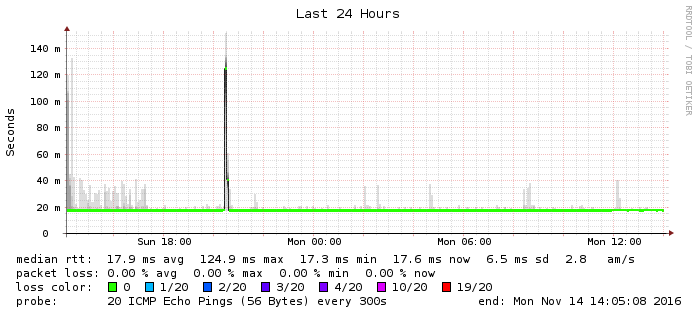 Last 24 Hours
RRDTOOL / TOBI OETIKER
Seconds
140 m
120 m
100 m
80 m
60 m
40 m
20 m
0
Sun 18:00 Mon 00:00 Mon 06:00 Mon 12:00
median rtt: 17.9 ms avg 124.9 ms max 17.3 ms min 17.6 ms now 6.5 ms sd 2.8 am/s
packet loss: 0.00 % avg 0.00 % max 0.00 % min 0.00 % now
loss color: 0 1/20 2/20 3/20 4/20 10/20 19/20
probe: 20 ICMP Echo Pings (56 Bytes) every 300s end: Mon Nov 14 14:05:08 2016